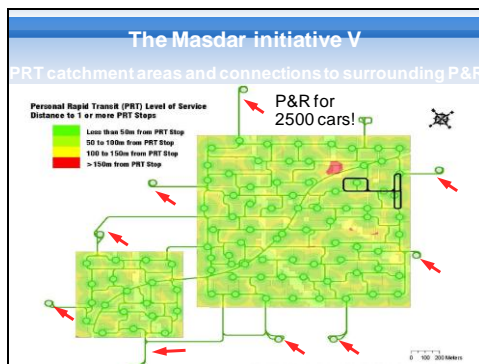 The Masdar initiative V
PRT catchment areas and connections to surrounding P&R
Personal Rapid Transit (PRT) Level of Service
Distance to 1 or more PRT Stops
Less than 50m from PRT Stop
50 to 100m from PRT Stop
100 to 150m from PRT Stop
>150m from PRT Stop
P&R for
2500 cars!
0 100 200 Meters